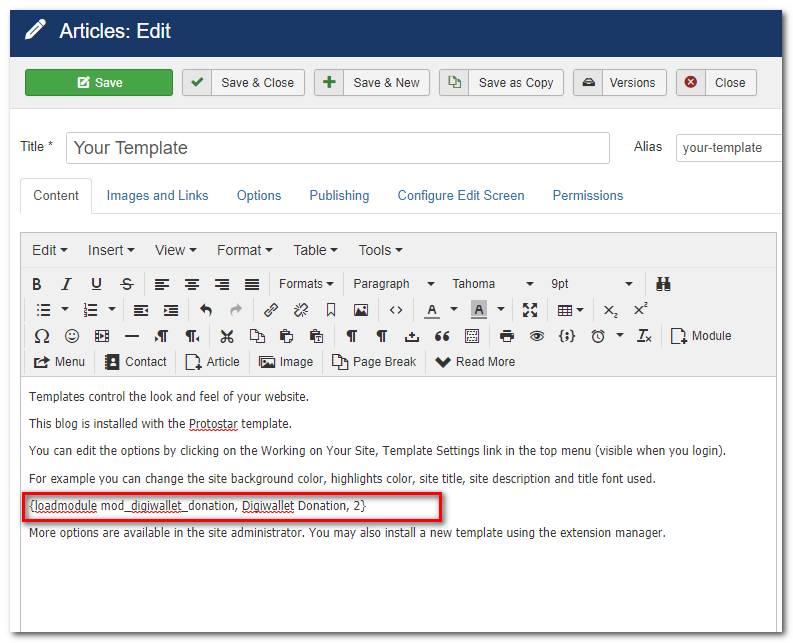 Articles: Edit
Save Save & Close Save & New Save as Copy Versions Close
Title * Your Template Alias your-template
Content Images and Links Options Publishing Configure Edit Screen Permissions
Edit Insert View Format Table Tools
B I U S Formats Paragraph Tahoma 9pt
A A X₂ X²
Ω Module
Menu Contact Article Image Page Break Read More
Templates control the look and feel of your website.
This blog is installed with the Protostar template.
You can edit the options by clicking on the Working on Your Site, Template Settings link in the top menu (visible when you login).
For example you can change the site background color, highlights color, site title, site description and title font used.
{loadmodule mod_digiwallet_donation, Digiwallet Donation, 2}
More options are available in the site administrator. You may also install a new template using the extension manager.